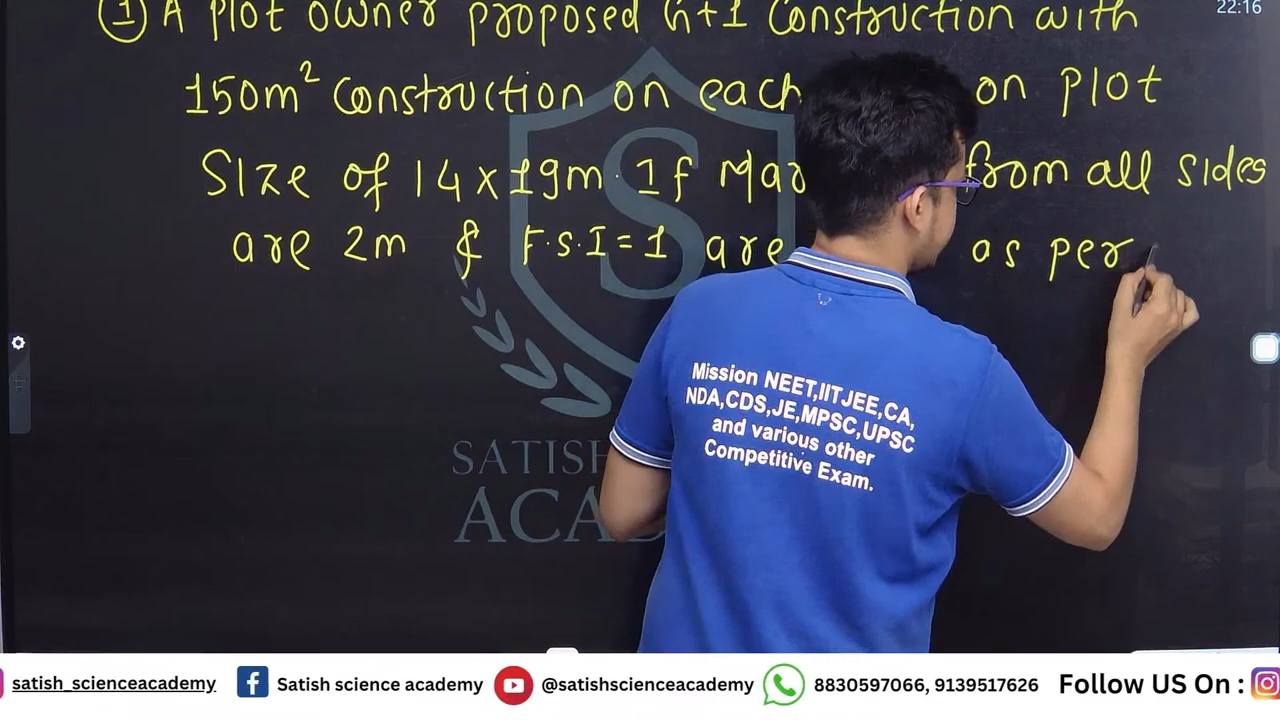 22:16
① A plot owner proposed G+1 Construction with
150m² Construction on each on plot
Size of 14 x 19m. If Mar from all sides
are 2m & F.S.I = 1 are as per
Mission NEET,IITJEE,CA,
NDA,CDS,JE,MPSC,UPSC
and various other
Competitive Exam.
S
SATISH
ACAD
satish_scienceacademy
Satish science academy
@satishscienceacademy
8830597066, 9139517626
Follow US On :